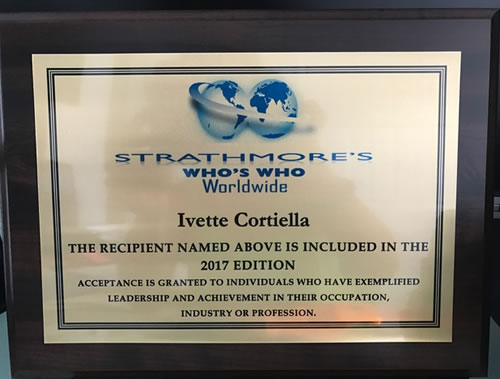 STRATHMORE'S
WHO'S WHO
Worldwide
Ivette Cortiella
THE RECIPIENT NAMED ABOVE IS INCLUDED IN THE
2017 EDITION
ACCEPTANCE IS GRANTED TO INDIVIDUALS WHO HAVE EXEMPLIFIED
LEADERSHIP AND ACHIEVEMENT IN THEIR OCCUPATION,
INDUSTRY OR PROFESSION.